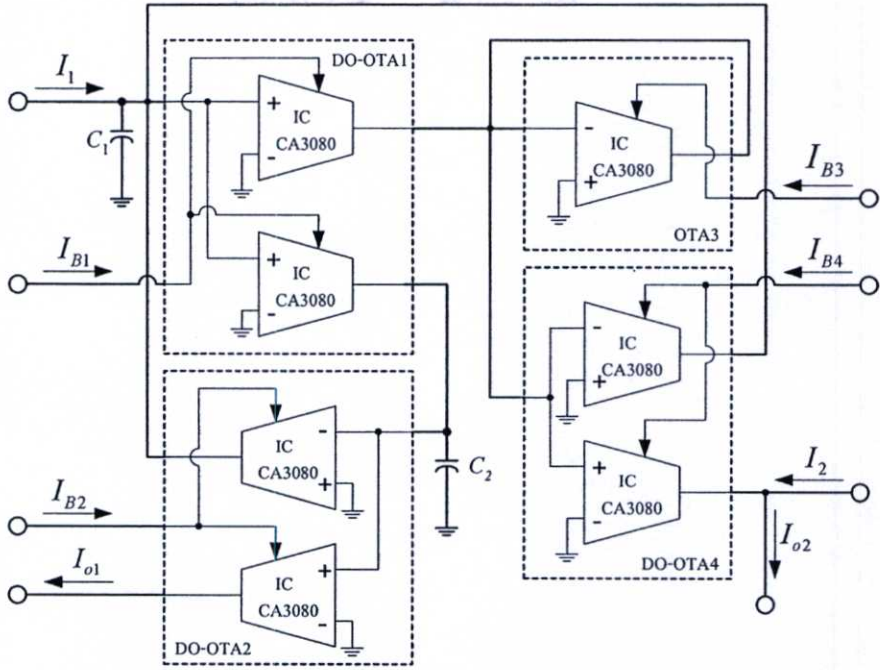 DO-OTA1
I1
+
IC
CA3080
-
C1
IB1
+
IC
CA3080
-
-
IC
CA3080
+
OTA3
IB3
IB4
-
IC
CA3080
+
+
IC
CA3080
-
DO-OTA4
I2
Io2
-
IC
CA3080
+
C2
IB2
Io1
+
IC
CA3080
-
DO-OTA2